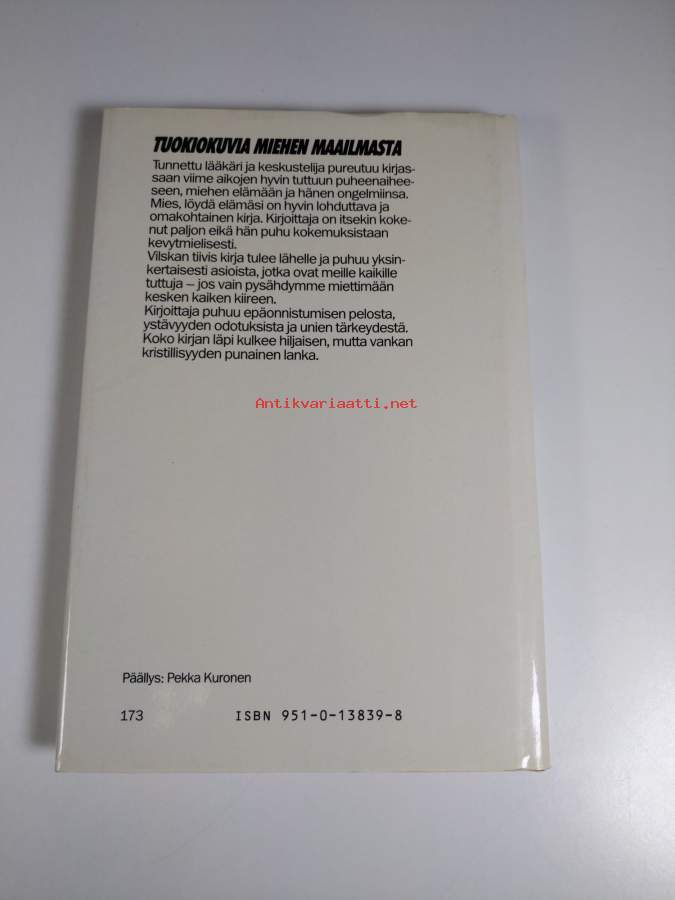 TUOKIOKUVIA MIEHEN MAAILMASTA
Tunnettu lääkäri ja keskustelija pureutuu kirjas-
saan viime aikojen hyvin tuttuun puheenaihee-
seen, miehen elämään ja hänen ongelmiinsa.
Mies, löydä elämäsi on hyvin lohduttava ja
omakohtainen kirja. Kirjoittaja on itsekin koke-
nut paljon eikä hän puhu kokemuksistaan
kevytmielisesti.
Vilskan tiivis kirja tulee lähelle ja puhuu yksin-
kertaisesti asioista, jotka ovat meille kaikille
tuttuja – jos vain pysähdymme miettimään
kesken kaiken kiireen.
Kirjoittaja puhuu epäonnistumisen pelosta,
ystävyyden odotuksista ja unien tärkeydestä.
Koko kirjan läpi kulkee hiljaisen, mutta vankan
kristillisyyden punainen lanka.
Antikvariaatti.net
Päällys: Pekka Kuronen
173 ISBN 951-0-13839-8